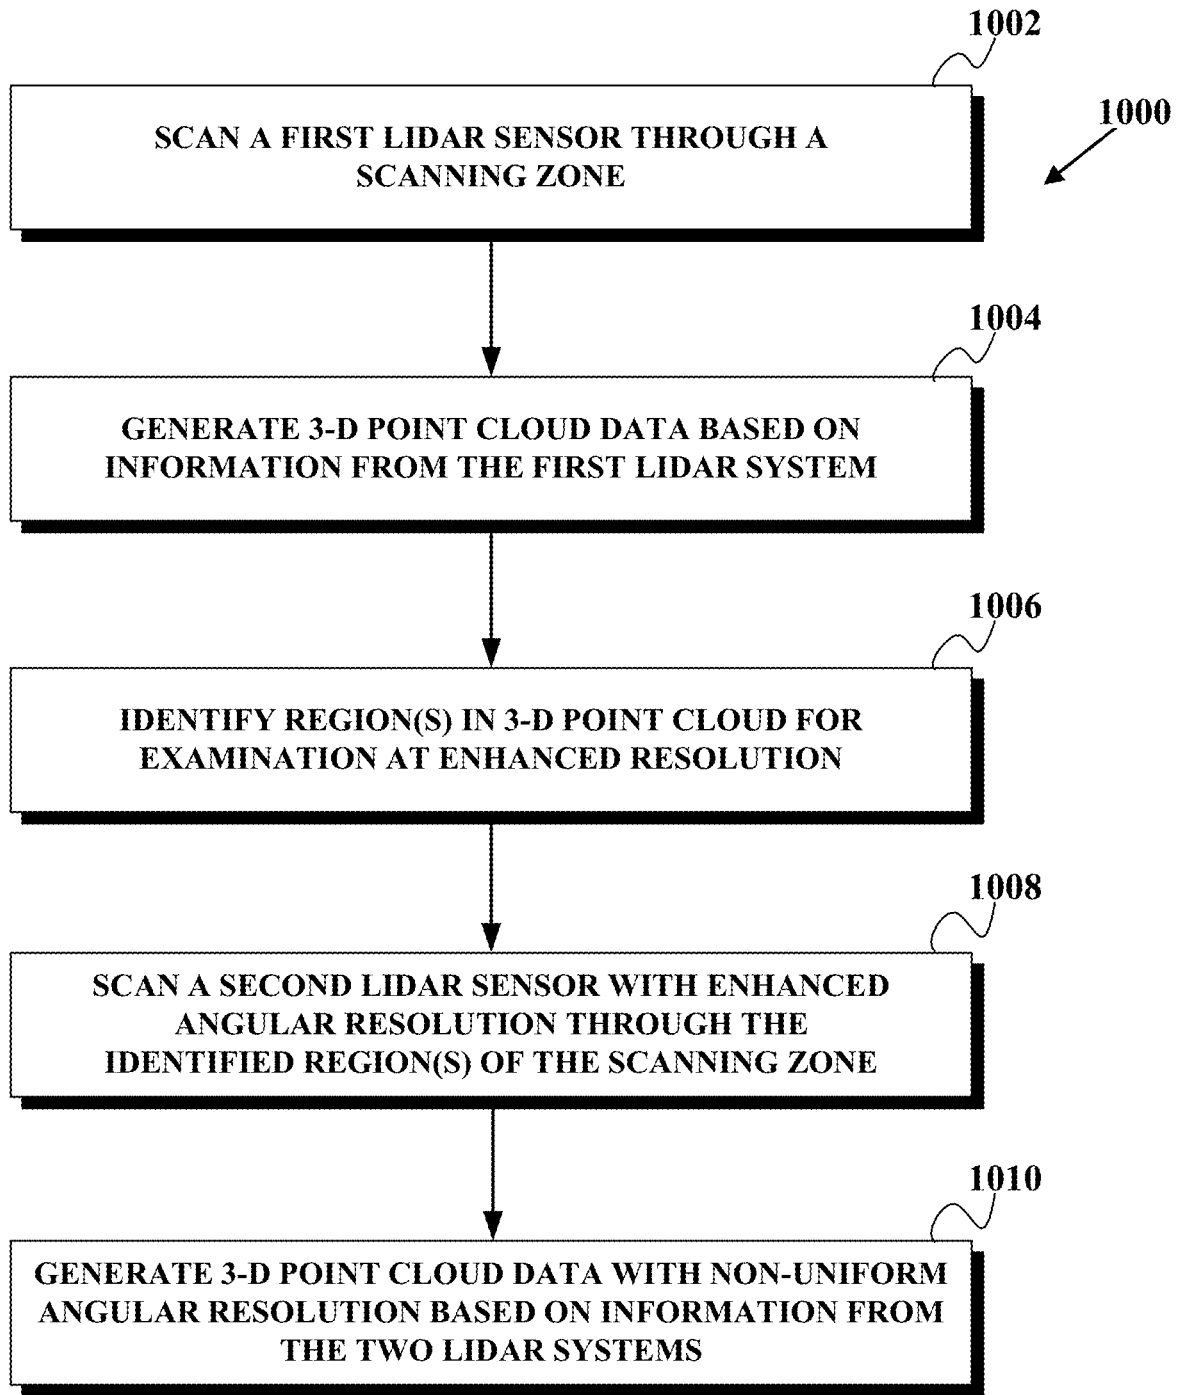 1002
1000
SCAN A FIRST LIDAR SENSOR THROUGH A
SCANNING ZONE
1004
GENERATE 3-D POINT CLOUD DATA BASED ON
INFORMATION FROM THE FIRST LIDAR SYSTEM
1006
IDENTIFY REGION(S) IN 3-D POINT CLOUD FOR
EXAMINATION AT ENHANCED RESOLUTION
1008
SCAN A SECOND LIDAR SENSOR WITH ENHANCED
ANGULAR RESOLUTION THROUGH THE
IDENTIFIED REGION(S) OF THE SCANNING ZONE
1010
GENERATE 3-D POINT CLOUD DATA WITH NON-UNIFORM
ANGULAR RESOLUTION BASED ON INFORMATION FROM
THE TWO LIDAR SYSTEMS